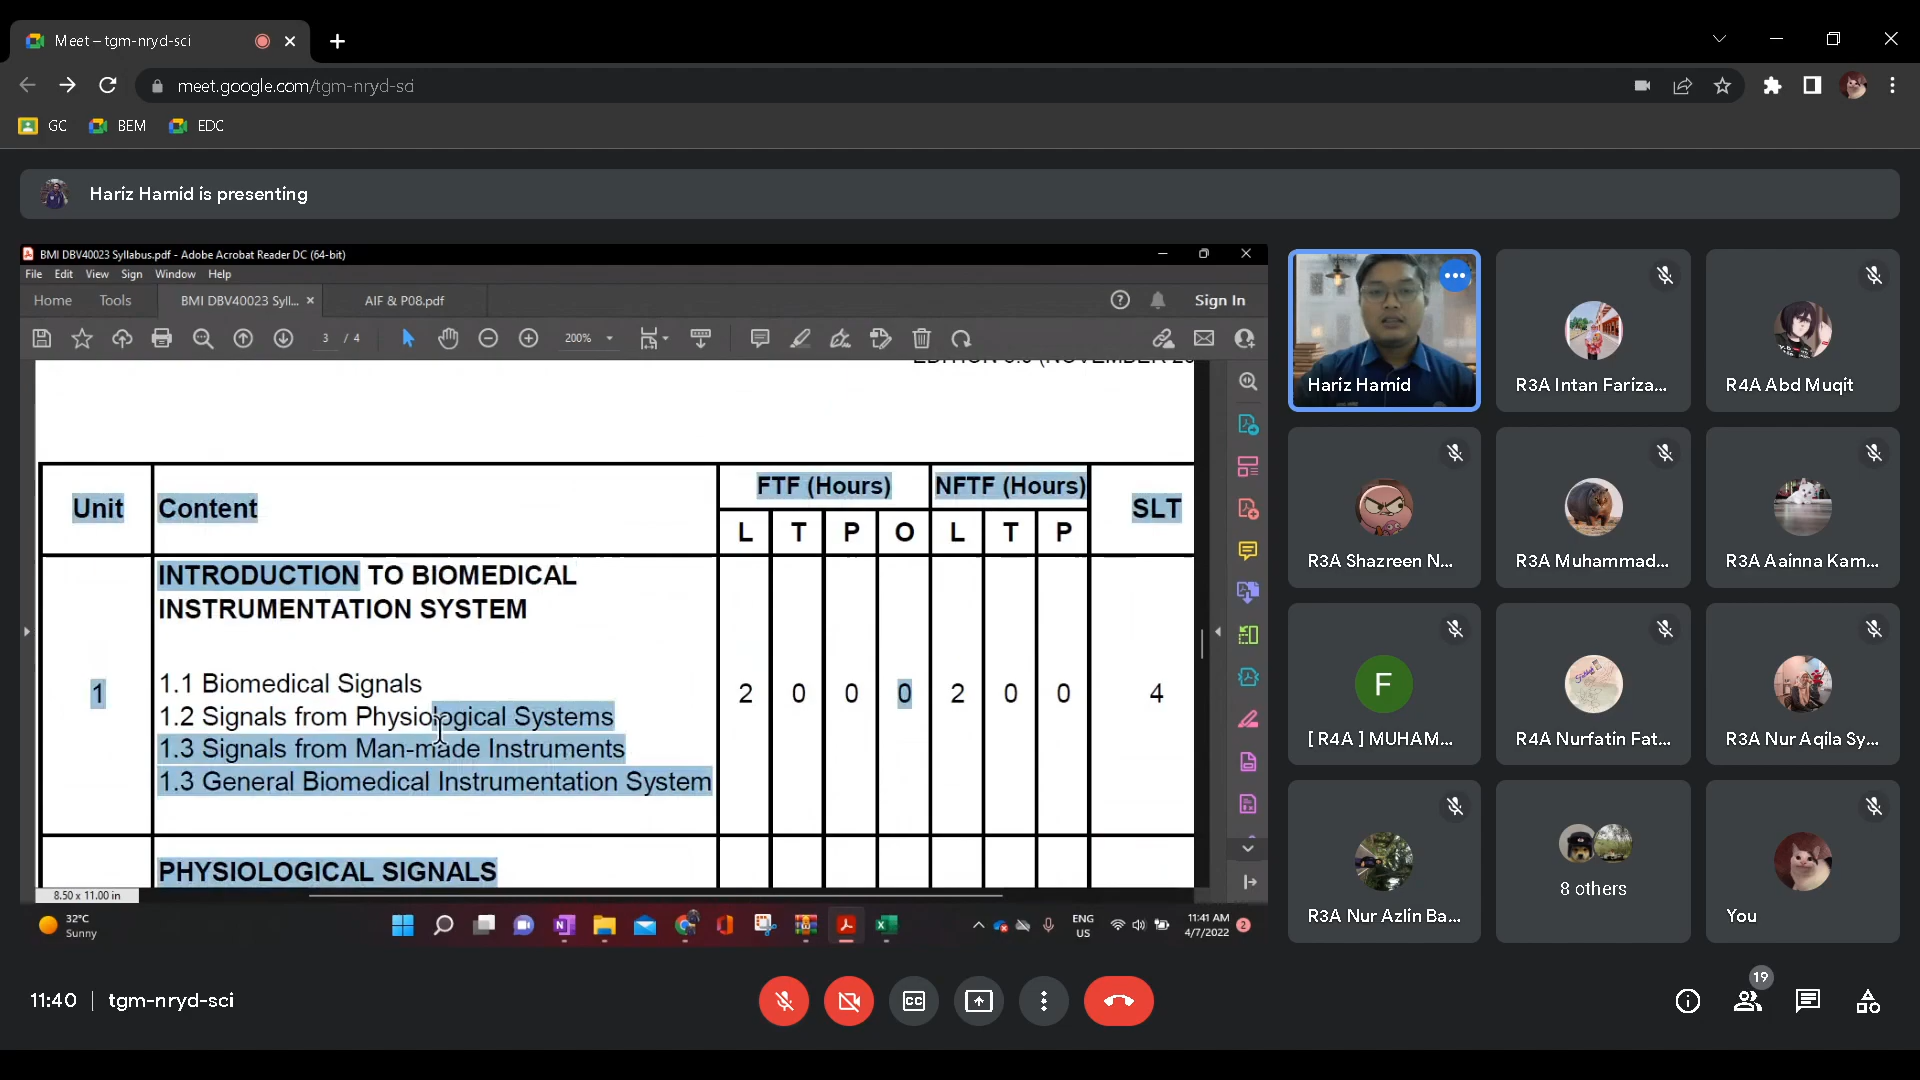 Meet – tgm-nryd-sci
meet.google.com/tgm-nryd-sci
GC
BEM
EDC
Hariz Hamid is presenting
BMI DBV40023 Syllabus.pdf - Adobe Acrobat Reader DC (64-bit)
File Edit View Sign Window Help
Home Tools BMI DBV40023 Syll... AIF & P08.pdf Sign In
3 / 4 200%
Unit Content FTF (Hours) NFTF (Hours) SLT
L T P O L T P
INTRODUCTION TO BIOMEDICAL
INSTRUMENTATION SYSTEM
1.1 Biomedical Signals
1.2 Signals from Physiological Systems
1.3 Signals from Man-made Instruments
1.3 General Biomedical Instrumentation System
1 2 0 0 0 2 0 0 4
PHYSIOLOGICAL SIGNALS
8.50 x 11.00 in
32°C
Sunny
ENG
US
11:41 AM
4/7/2022
2
Hariz Hamid
R3A Intan Fariza...
R4A Abd Muqit
R3A Shazreen N...
R3A Muhammad...
R3A Aainna Kam...
F
[ R4A ] MUHAM...
R4A Nurfatin Fat...
R3A Nur Aqila Sy...
R3A Nur Azlin Ba...
8 others
You
11:40 | tgm-nryd-sci
CC
19